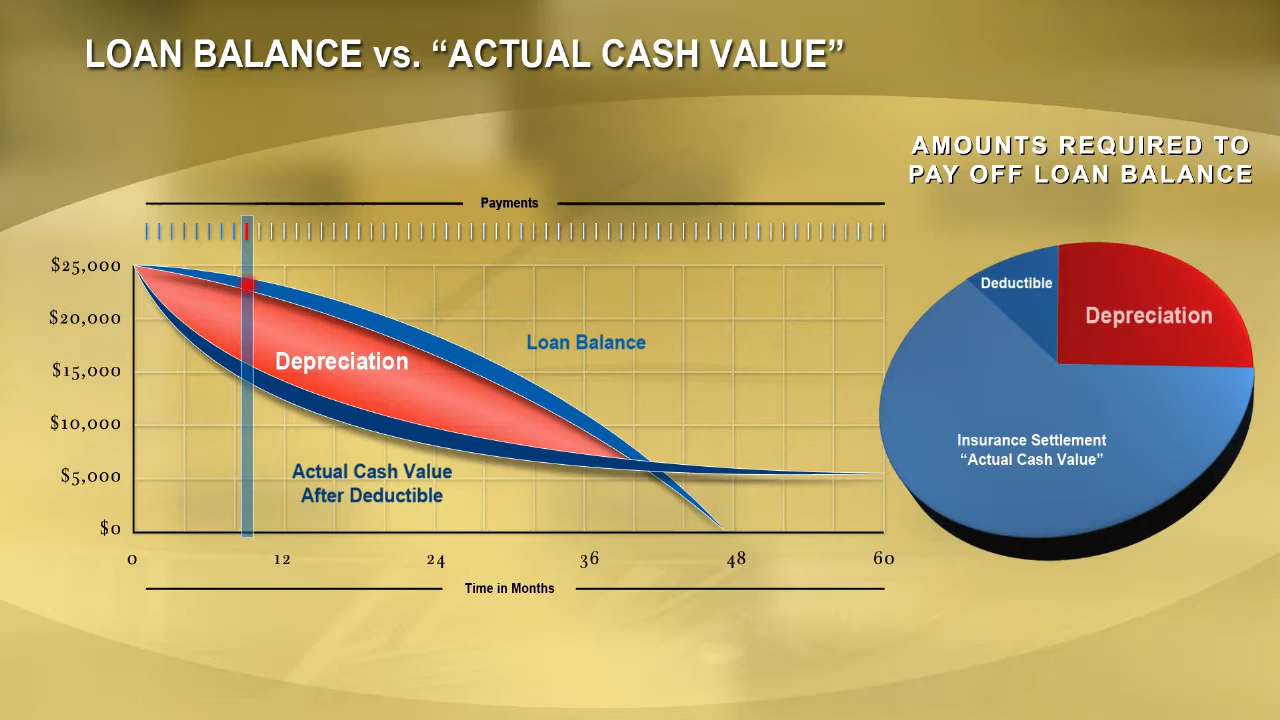 LOAN BALANCE vs. “ACTUAL CASH VALUE”
AMOUNTS REQUIRED TO
PAY OFF LOAN BALANCE
Payments
$25,000
$20,000
$15,000
$10,000
$5,000
$0
Loan Balance
Depreciation
Actual Cash Value
After Deductible
0 12 24 36 48 60
Time in Months
Deductible
Depreciation
Insurance Settlement
“Actual Cash Value”